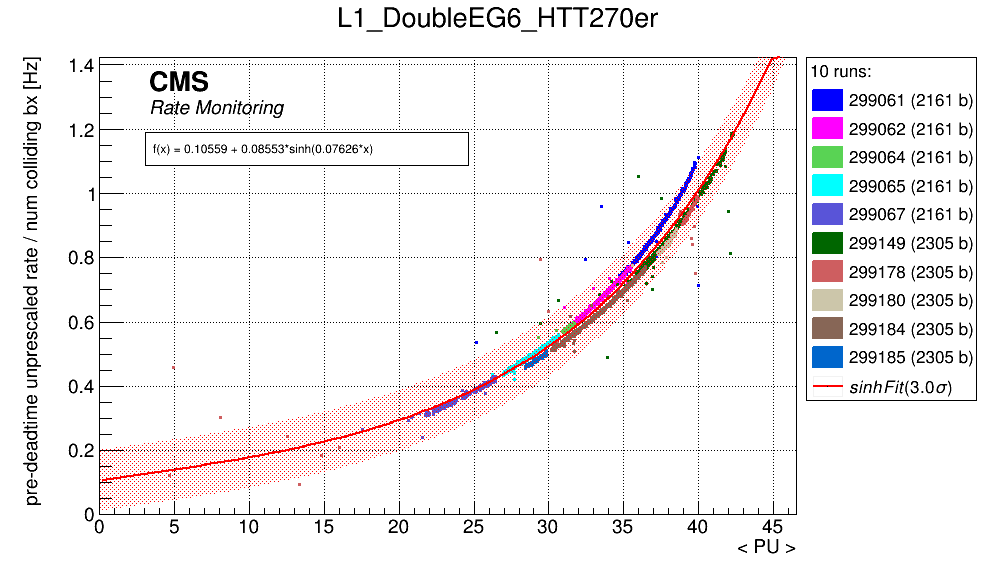 L1_DoubleEG6_HTT270er
pre-deadtime unprescaled rate / num colliding bx [Hz]
CMS
Rate Monitoring
f(x) = 0.10559 + 0.08553*sinh(0.07626*x)
1.4
1.2
1
0.8
0.6
0.4
0.2
0
0 5 10 15 20 25 30 35 40 45
< PU >
10 runs:
299061 (2161 b)
299062 (2161 b)
299064 (2161 b)
299065 (2161 b)
299067 (2161 b)
299149 (2305 b)
299178 (2305 b)
299180 (2305 b)
299184 (2305 b)
299185 (2305 b)
sinhFit(3.0σ)